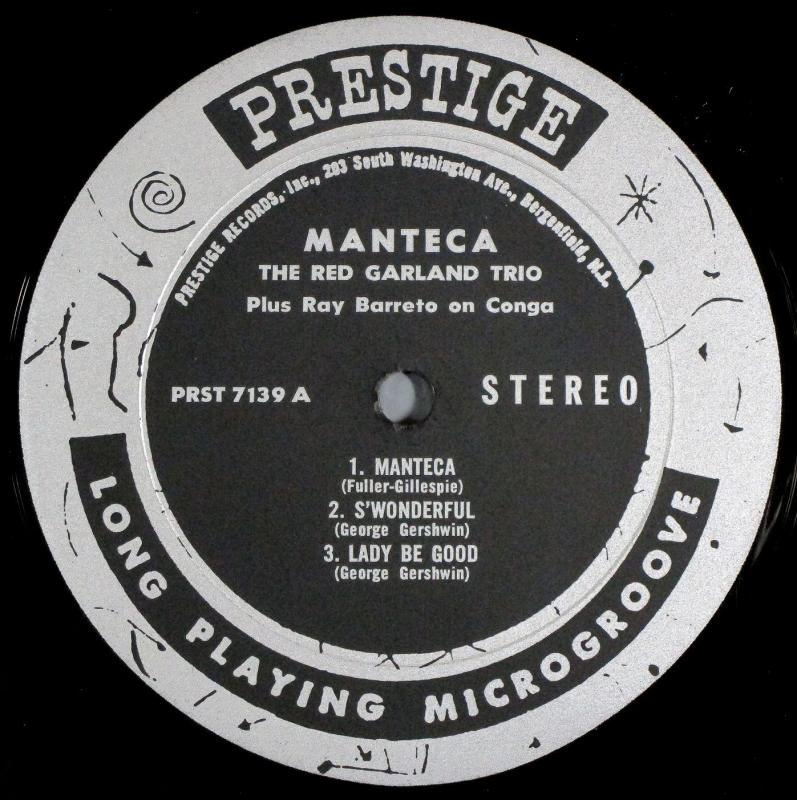 PRESTIGE
PRESTIGE RECORDS, Inc., 203 South Washington Ave., Bergenfield, N.J.
MANTECA
THE RED GARLAND TRIO
Plus Ray Barreto on Conga
PRST 7139 A
STEREO
1. MANTECA
(Fuller-Gillespie)
2. S'WONDERFUL
(George Gershwin)
3. LADY BE GOOD
(George Gershwin)
LONG PLAYING MICROGROOVE